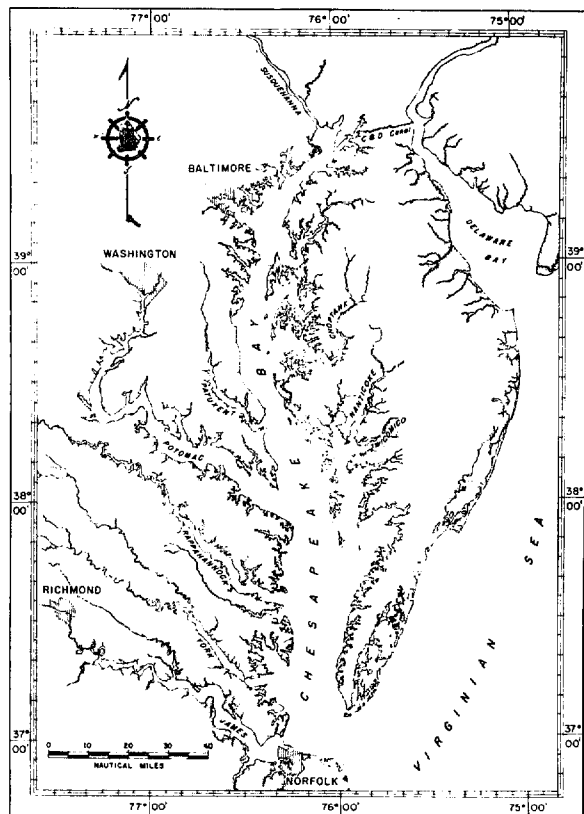 77° 00' 76° 00' 75° 00'
SUSQUEHANNA
C & D Canal
BALTIMORE
DELAWARE
BAY
39°
00'
39°
00'
WASHINGTON
CHOPTANK
BAY
NANTICOKE
PATUXENT
POTOMAC
38°
00'
38°
00'
CHESAPEAKE
RAPPAHANNOCK
VIRGINIAN SEA
RICHMOND
YORK
JAMES
37°
00'
37°
00'
0 10 20 30 40
NAUTICAL MILES
NORFOLK
77° 00' 76° 00' 75° 00'